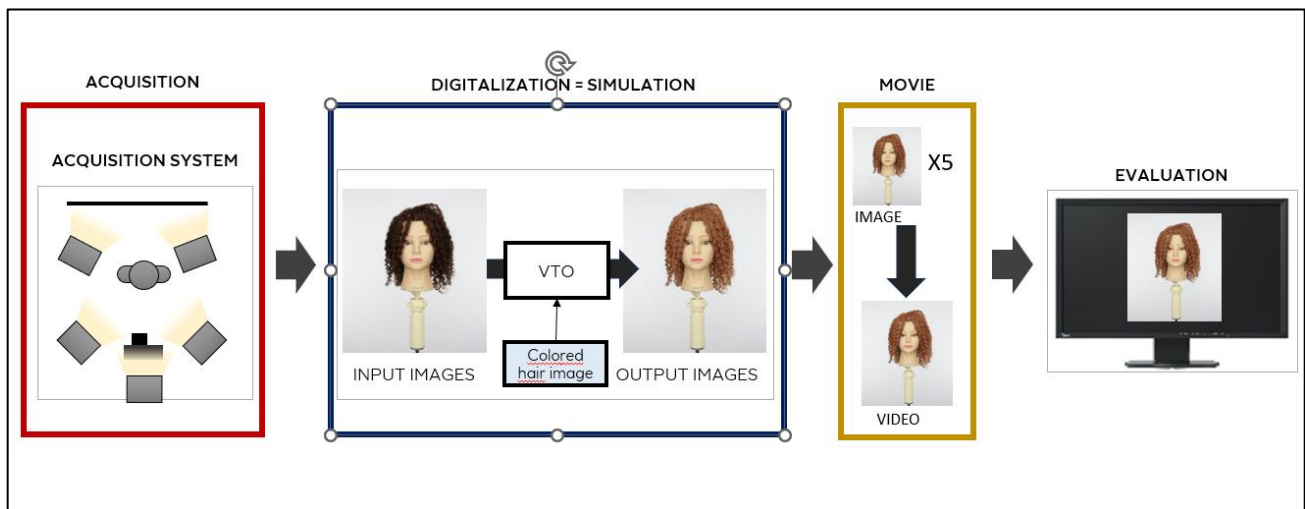 ACQUISITION
ACQUISITION SYSTEM
DIGITALIZATION = SIMULATION
VTO
Colored
hair image
INPUT IMAGES
OUTPUT IMAGES
MOVIE
X5
IMAGE
VIDEO
EVALUATION